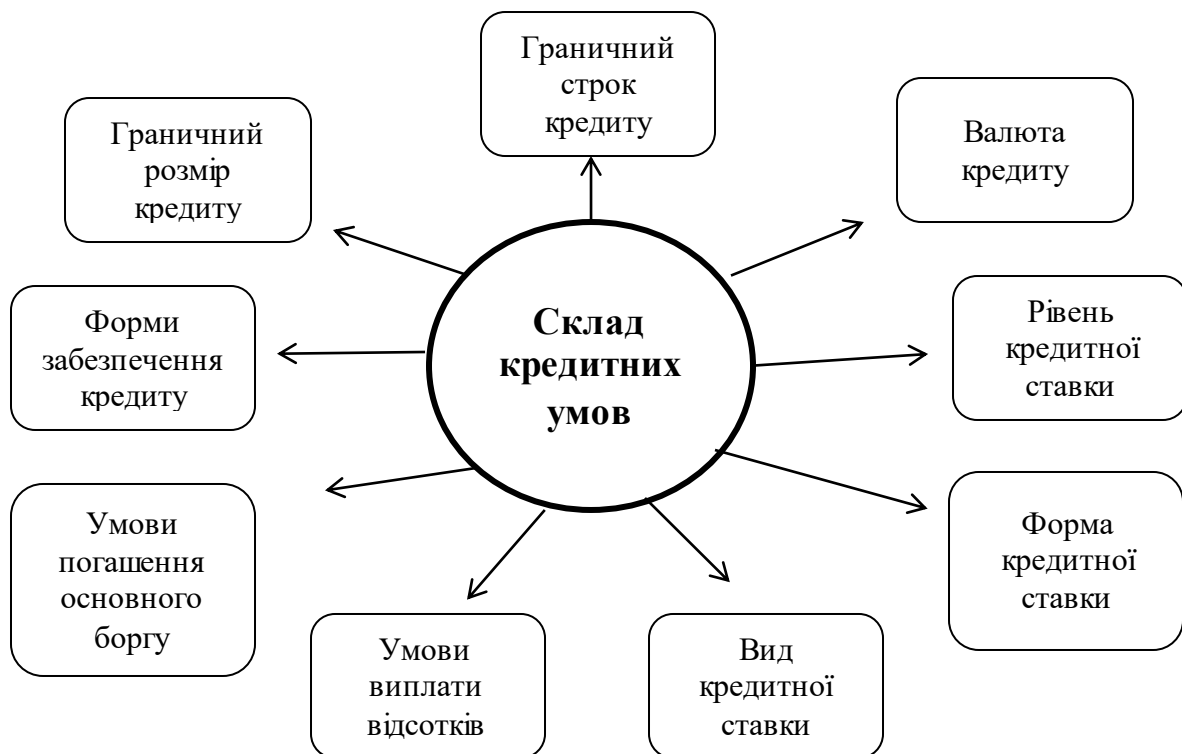 Граничний
строк
кредиту
Граничний
розмір
кредиту
Валюта
кредиту
Форми
забезпечення
кредиту
Склад
кредитних
умов
Рівень
кредитної
ставки
Умови
погашення
основного
боргу
Форма
кредитної
ставки
Умови
виплати
відсотків
Вид
кредитної
ставки